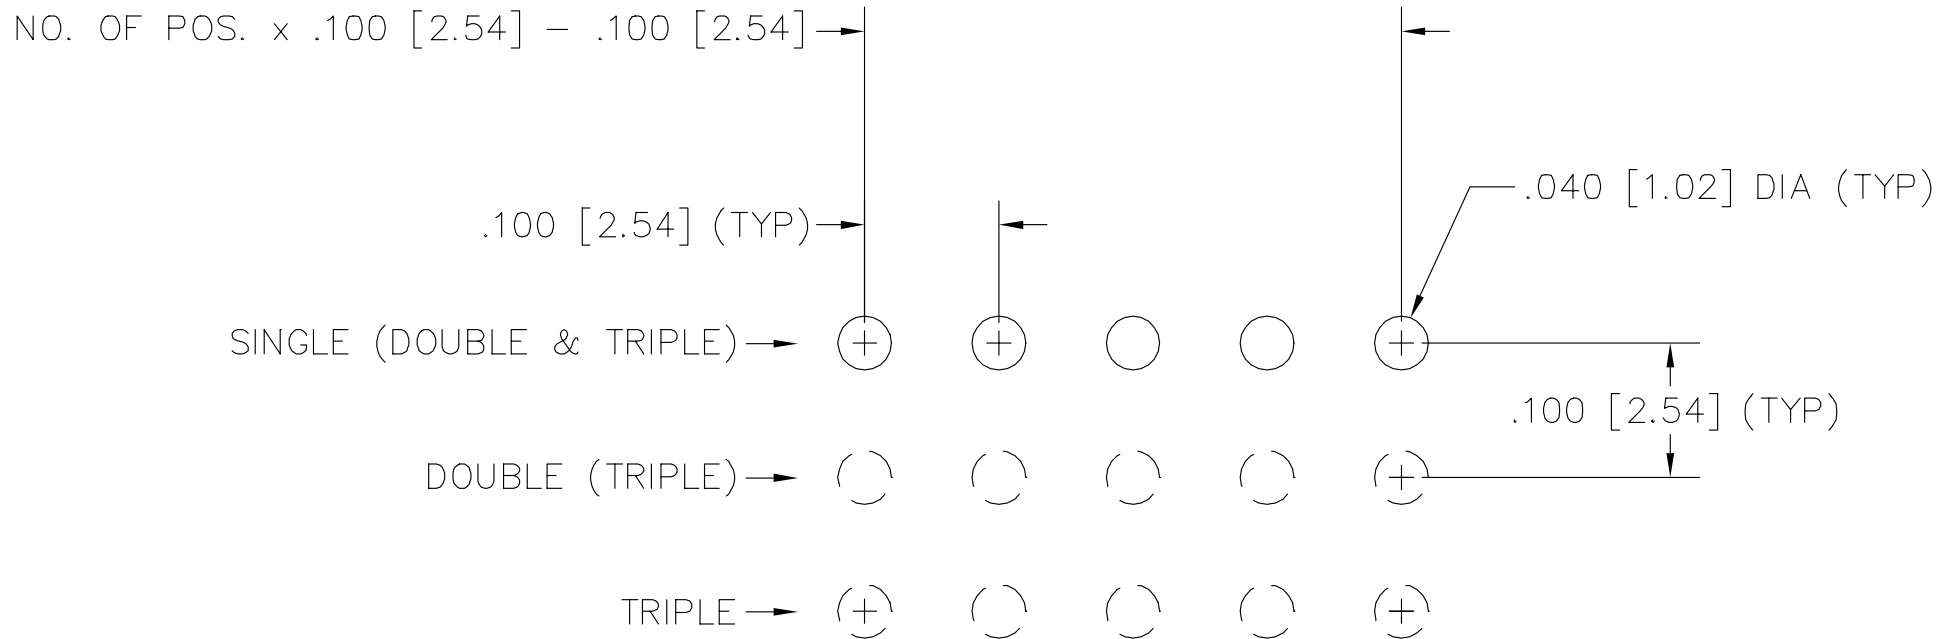 NO. OF POS. x .100 [2.54] - .100 [2.54]
.040 [1.02] DIA (TYP)
.100 [2.54] (TYP)
SINGLE (DOUBLE & TRIPLE)
.100 [2.54] (TYP)
DOUBLE (TRIPLE)
TRIPLE